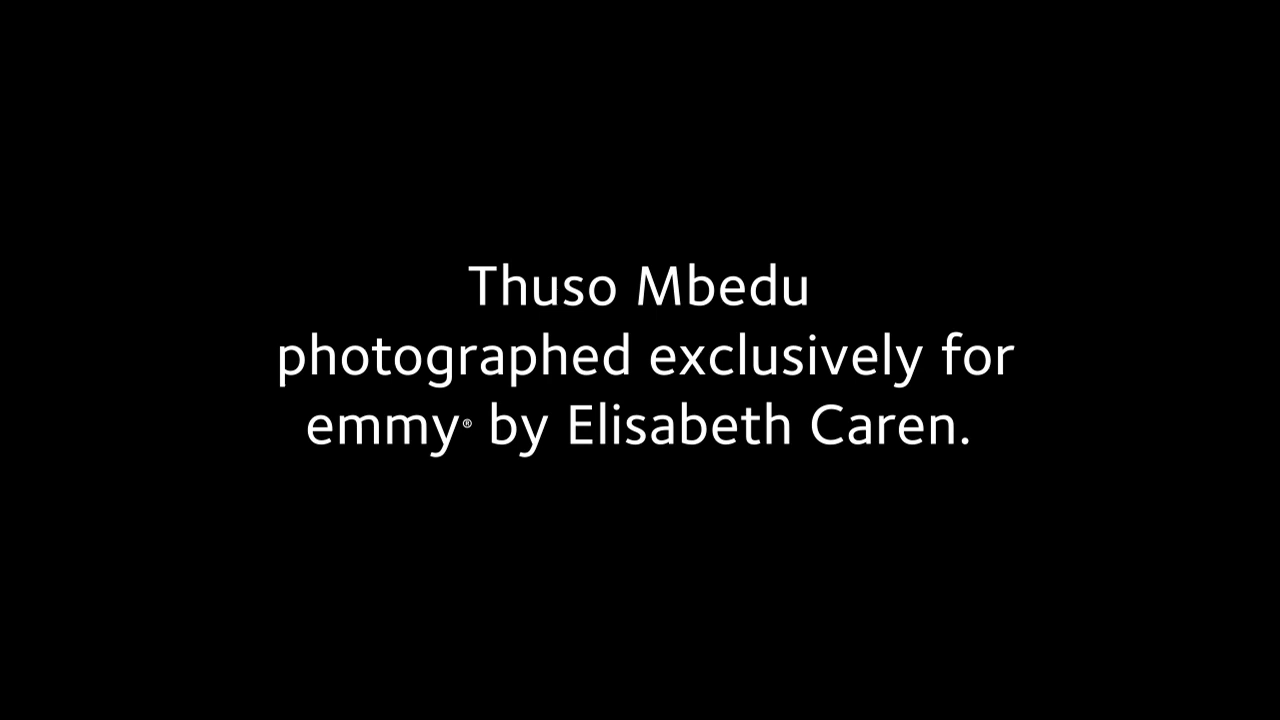 Thuso Mbedu
photographed exclusively for
emmy® by Elisabeth Caren.